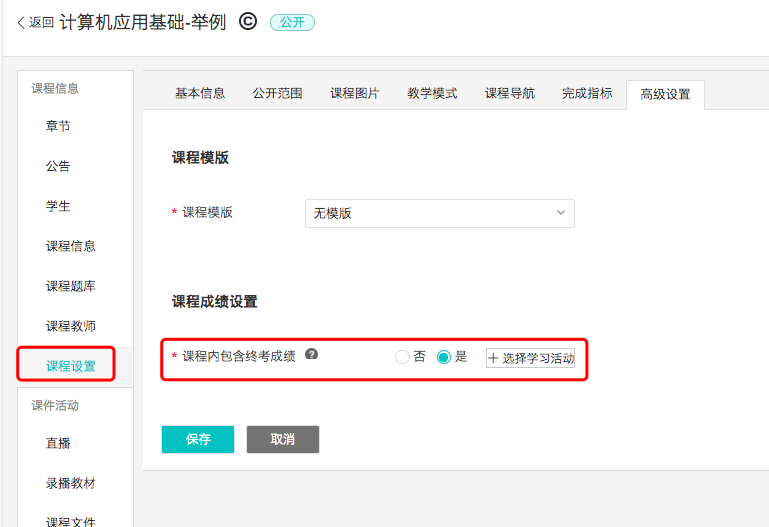 返回 计算机应用基础-举例 © 公开
课程信息
章节
公告
学生
课程信息
课程题库
课程教师
课程设置
课件活动
直播
录播教材
课程文件
基本信息 公开范围 课程图片 教学模式 课程导航 完成指标 高级设置
课程模版
* 课程模版 无模版
课程成绩设置
* 课程内包含终考成绩 ? 否 是 + 选择学习活动
保存 取消